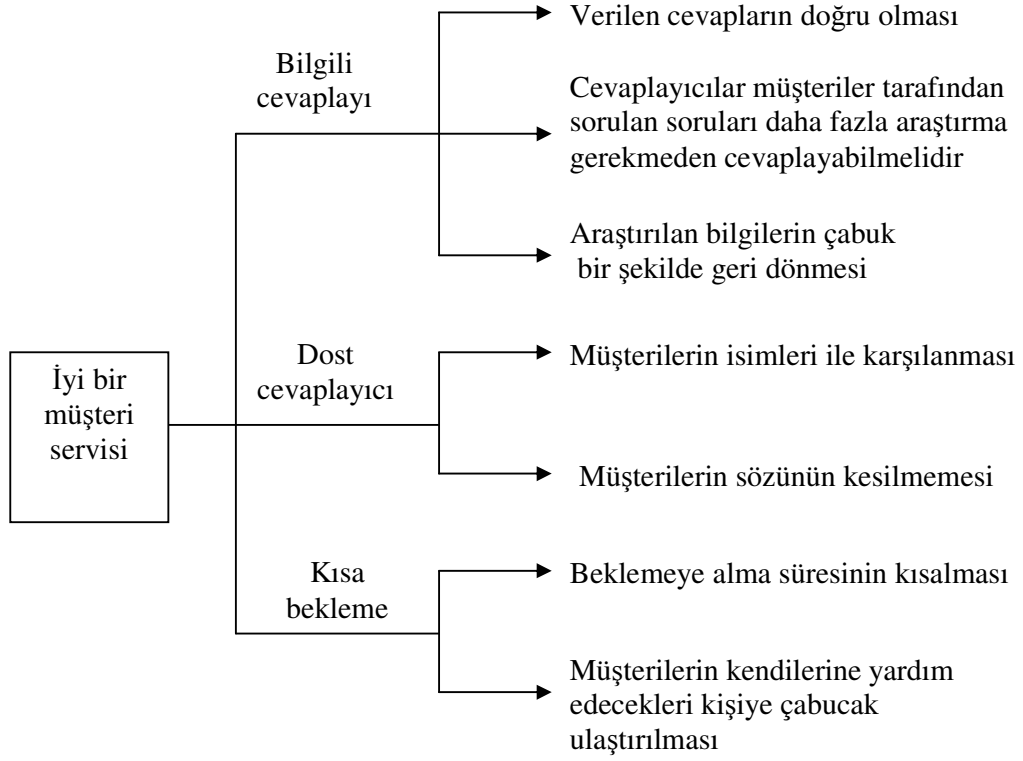 Verilen cevapların doğru olması
Bilgili
cevaplayı
Cevaplayıcılar müşteriler tarafından
sorulan soruları daha fazla araştırma
gerekmeden cevaplayabilmelidir
Araştırılan bilgilerin çabuk
bir şekilde geri dönmesi
İyi bir
müşteri
servisi
Dost
cevaplayıcı
Müşterilerin isimleri ile karşılanması
Müşterilerin sözünün kesilmemesi
Kısa
bekleme
Beklemeye alma süresinin kısalması
Müşterilerin kendilerine yardım
edecekleri kişiye çabucak
ulaştırılması